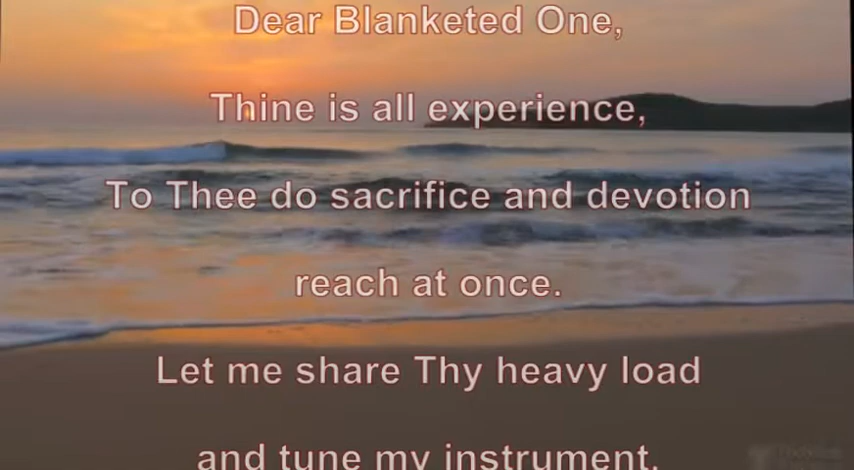 Dear Blanketed One,
Thine is all experience,
To Thee do sacrifice and devotion
reach at once.
Let me share Thy heavy load
and tune my instrument.